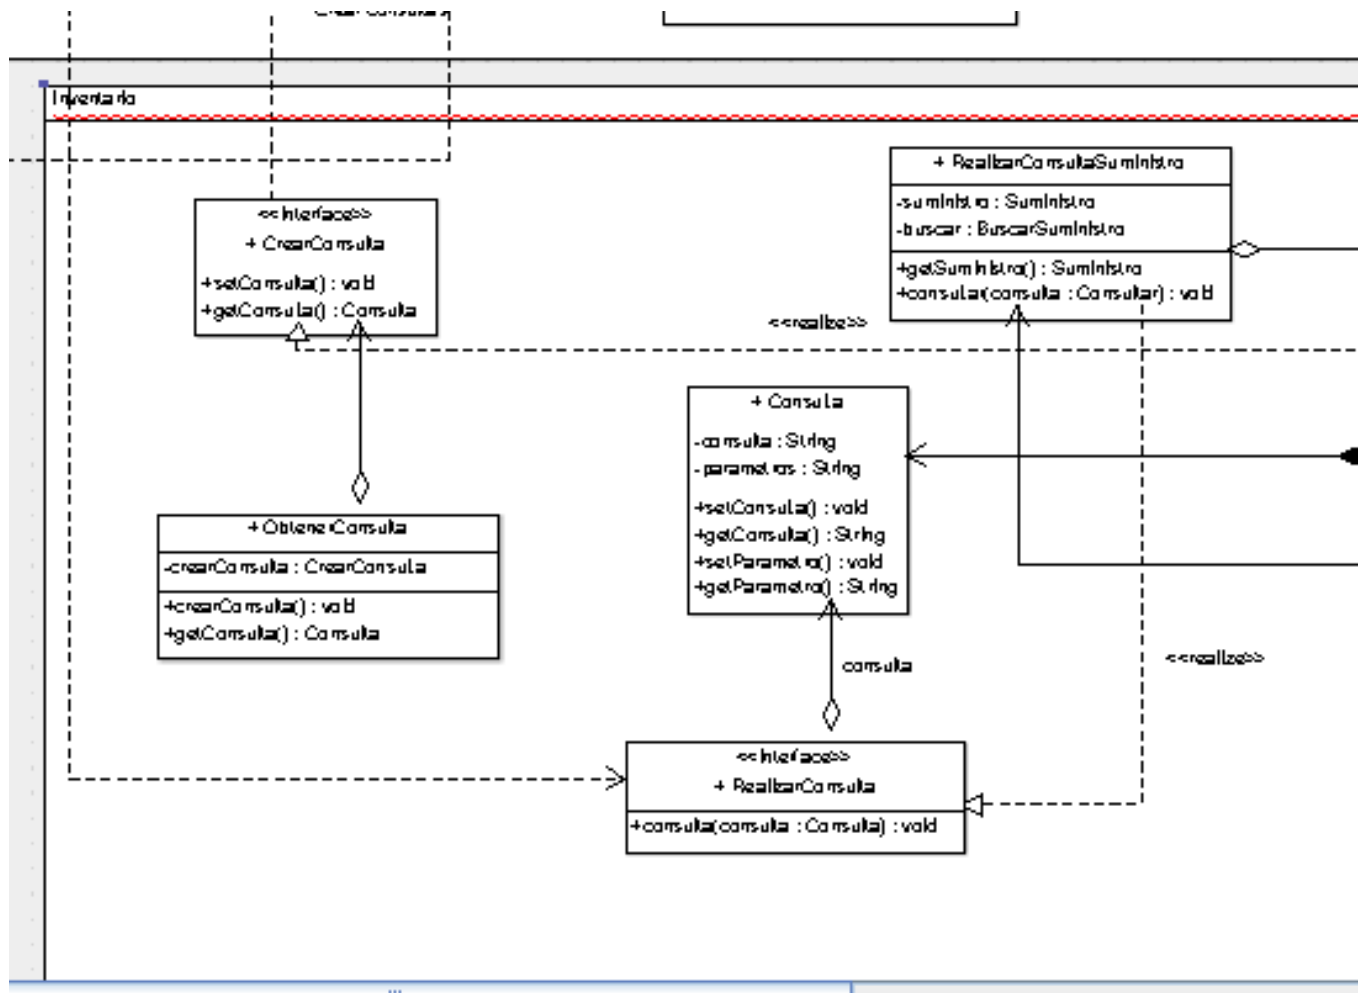 Inventario
+ RealizarConsultaSuministro
-suministro : Suministro
-buscar : BuscarSuministro
+getSuministro() : Suministro
+consultar(consulta : Consultar) : void
<<Interface>>
+ CrearConsulta
+setConsulta() : void
+getConsulta() : Consulta
<<realize>>
+ Consulta
-consulta : String
-parametros : String
+setConsulta() : void
+getConsulta() : String
+setParametro() : void
+getParametro() : String
+ ObtenerConsulta
-crearConsulta : CrearConsulta
+crearConsulta() : void
+getConsulta() : Consulta
consulta
<<realize>>
<<Interface>>
+ RealizarConsulta
+consulta(consulta : Consulta) : void